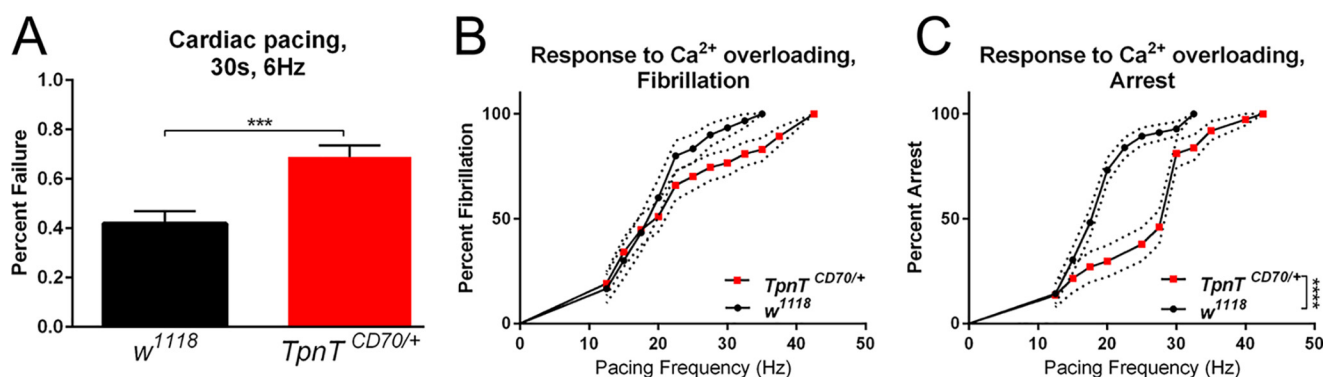 A
Cardiac pacing,
30s, 6Hz
Percent Failure
1.0
0.8
0.6
0.4
0.2
0.0
***
w1118
TpnT CD70/+
B
Response to Ca2+ overloading,
Fibrillation
Percent Fibrillation
100
50
0
0 10 20 30 40 50
Pacing Frequency (Hz)
TpnT CD70/+
w1118
C
Response to Ca2+ overloading,
Arrest
Percent Arrest
100
50
0
0 10 20 30 40 50
Pacing Frequency (Hz)
TpnT CD70/+
w1118
****